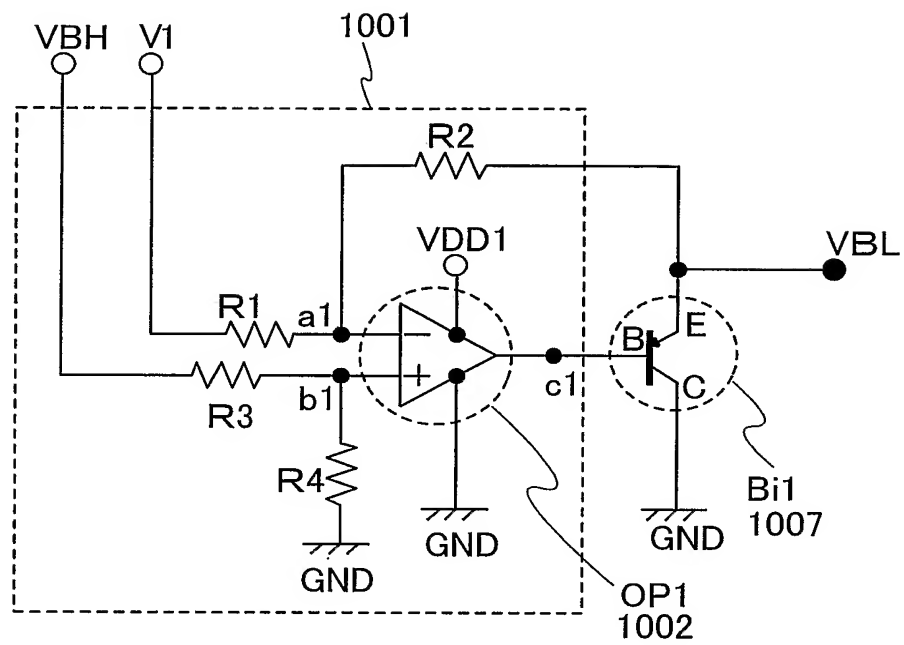 1001
VBH
V1
R2
VDD1
VBL
R1
a1
−
B
E
R3
b1
+
c1
C
R4
Bi1
1007
GND
GND
GND
OP1
1002